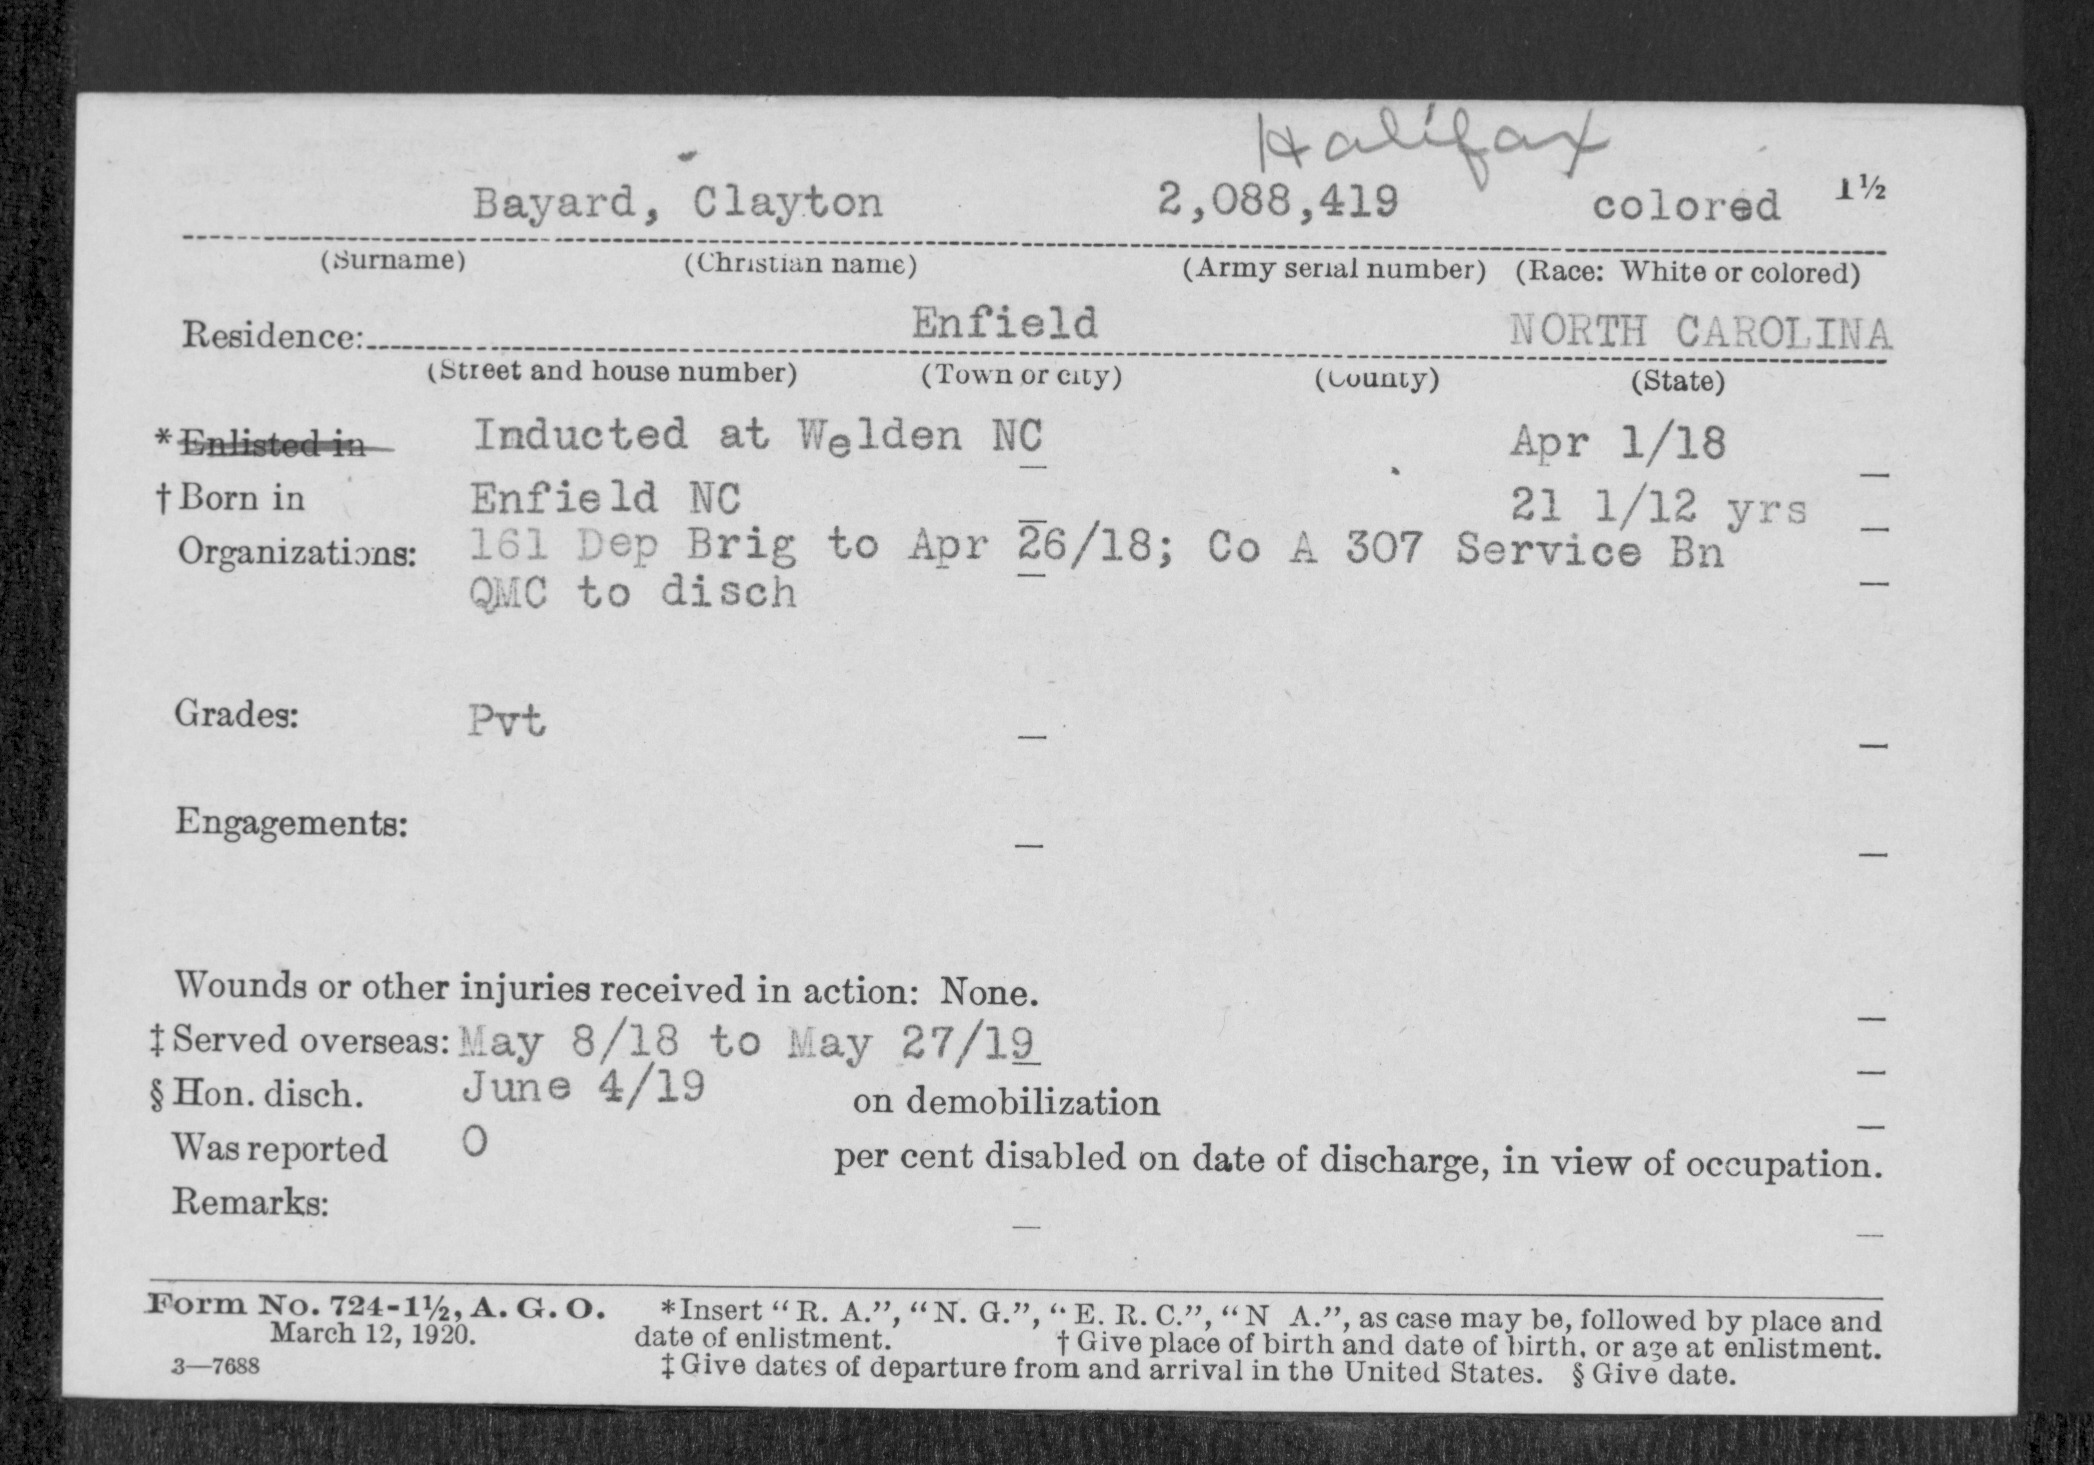 Halifax
Bayard, Clayton 2,088,419 colored 1½
(Surname) (Christian name) (Army serial number) (Race: White or colored)
Residence: Enfield NORTH CAROLINA
(Street and house number) (Town or city) (County) (State)
*Enlisted in Inducted at Welden NC Apr 1/18
†Born in Enfield NC 21 1/12 yrs
Organizations: 161 Dep Brig to Apr 26/18; Co A 307 Service Bn
QMC to disch
Grades: Pvt
Engagements:
Wounds or other injuries received in action: None.
‡Served overseas: May 8/18 to May 27/19
§Hon. disch. June 4/19 on demobilization
Was reported 0 per cent disabled on date of discharge, in view of occupation.
Remarks:
Form No. 724-1½, A. G. O. *Insert "R. A.", "N. G.", "E. R. C.", "N A.", as case may be, followed by place and
March 12, 1920. date of enlistment. †Give place of birth and date of birth, or age at enlistment.
3—7688 ‡Give dates of departure from and arrival in the United States. §Give date.